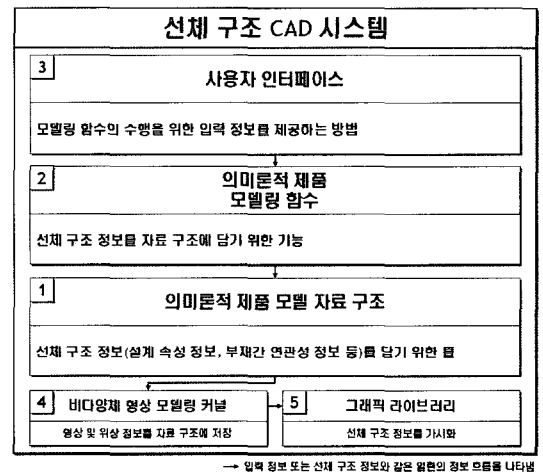 선체 구조 CAD 시스템
3
사용자 인터페이스
모델링 함수의 수행을 위한 입력 정보를 제공하는 방법
2
의미론적 제품
모델링 함수
선체 구조 정보를 자료 구조에 담기 위한 기능
1
의미론적 제품 모델 자료 구조
선체 구조 정보(설계 속성 정보, 부재간 연관성 정보 등)를 담기 위한 틀
4 비다양체 형상 모델링 커널
형상 및 위상 정보를 자료 구조에 저장
5 그래픽 라이브러리
선체 구조 정보를 가시화
→ 입력 정보 또는 선체 구조 정보와 같은 일련의 정보 흐름을 나타냄